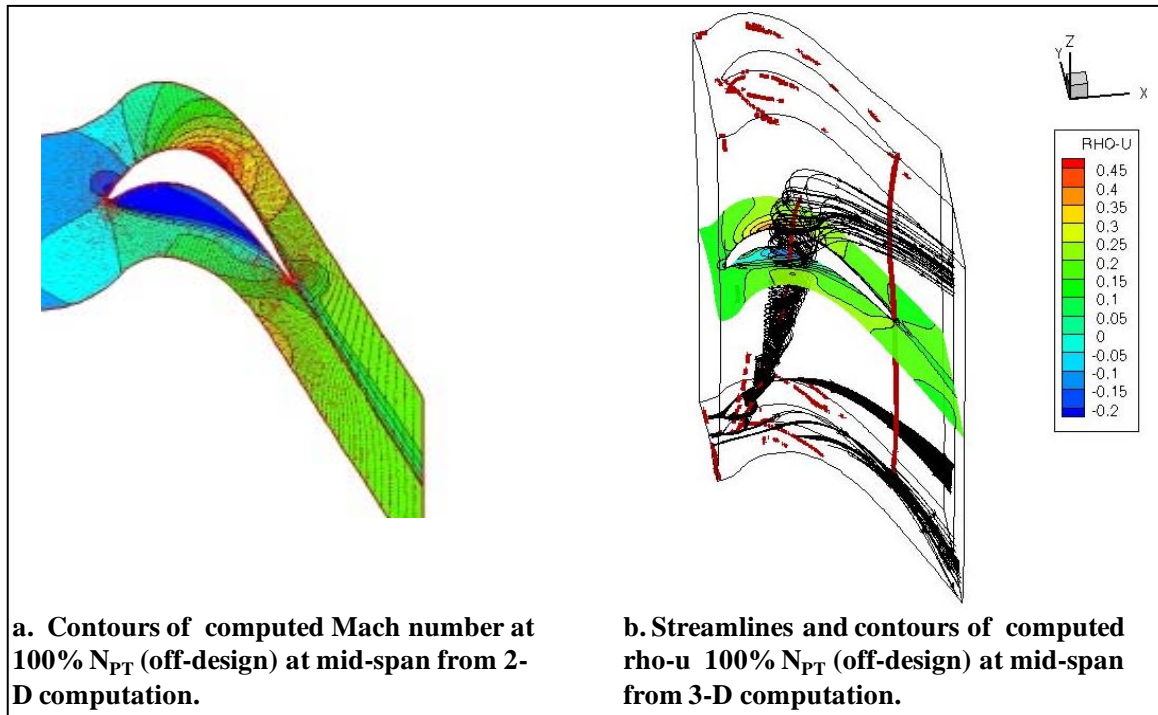 Z
Y
X
RHO-U
0.45
0.4
0.35
0.3
0.25
0.2
0.15
0.1
0.05
0
-0.05
-0.1
-0.15
-0.2
a. Contours of computed Mach number at
100% NPT (off-design) at mid-span from 2-
D computation.
b. Streamlines and contours of computed
rho-u 100% NPT (off-design) at mid-span
from 3-D computation.